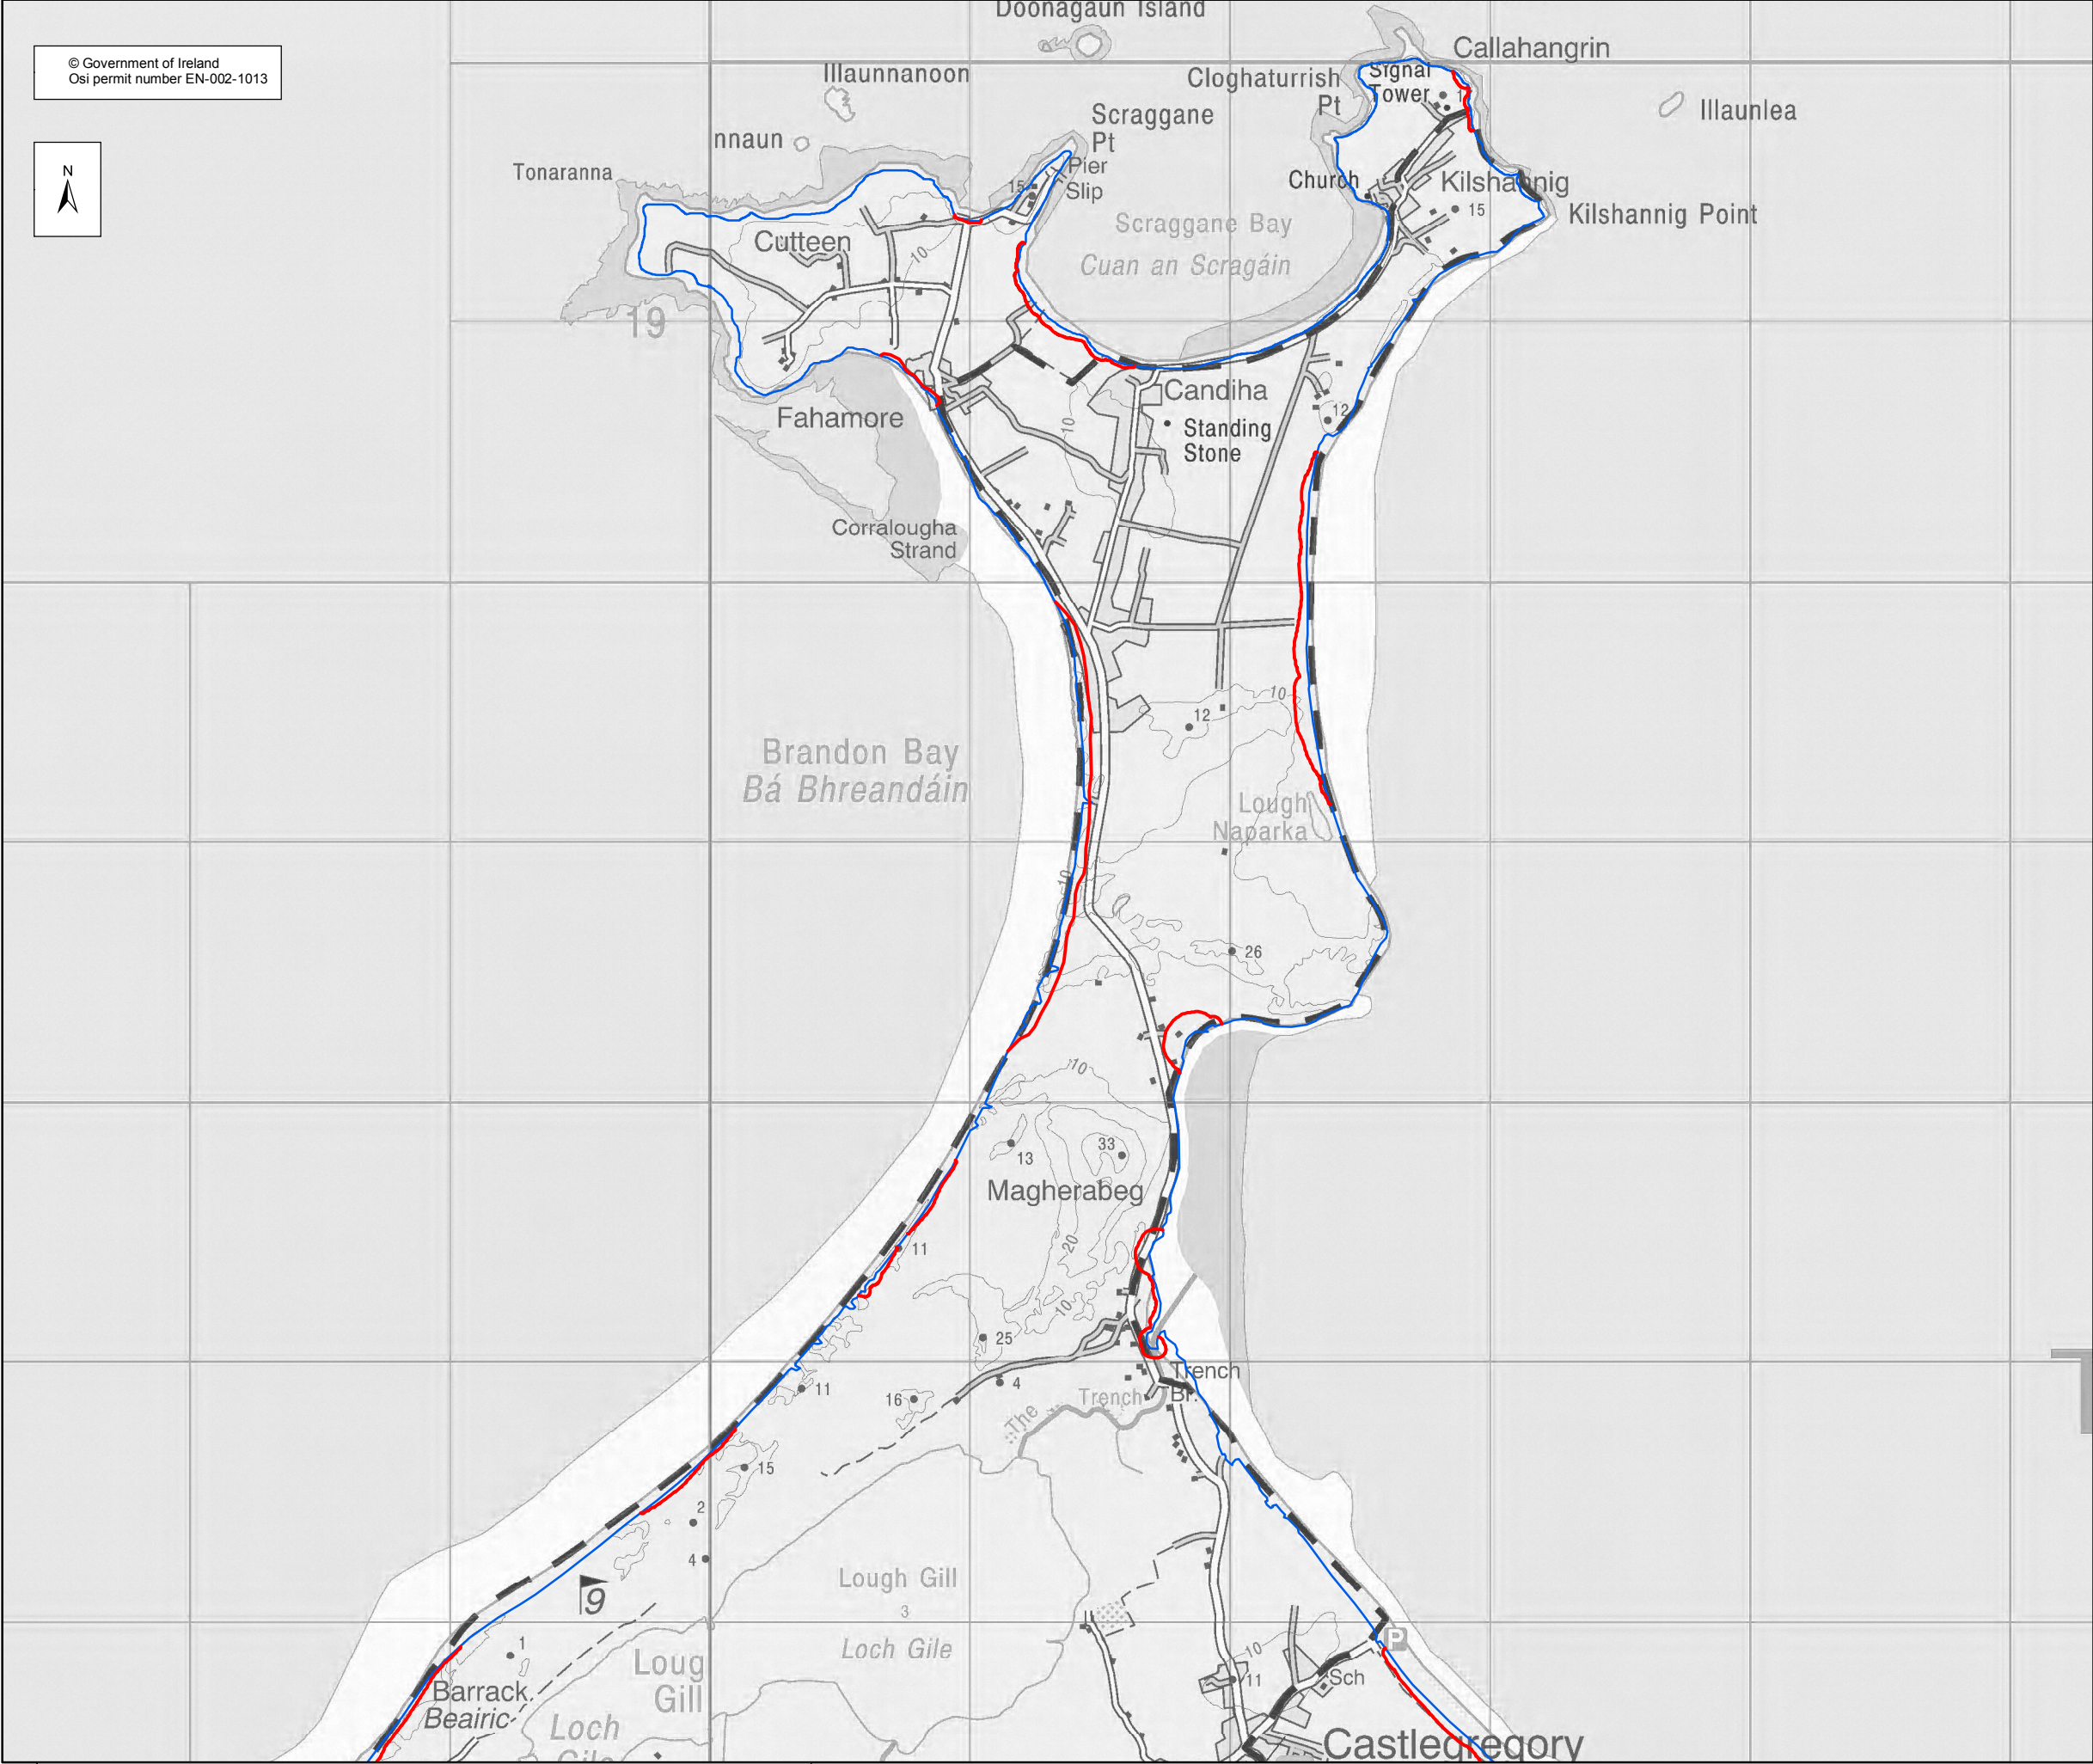 Doonagaun Island
© Government of Ireland
Osi permit number EN-002-1013
Callahangrin
Illaunnanoon
Cloghaturrish
Pt
Signal
Tower
1
Illaunlea
Scraggane
Pt
nnaun
N
Tonaranna
Pier
Slip
15
Church
Kilshannig
15
Kilshannig Point
Scraggane Bay
Cuan an Scragáin
Cutteen
10
19
Candiha
Fahamore
12
10
Standing
Stone
Corralougha
Strand
10
12
Brandon Bay
Bá Bhreandáin
Lough
Naparka
10
26
10
33
13
Magherabeg
20
11
10
25
4
Trench
Br.
11
16
Trench
The
15
2
4
9
Lough Gill
3
Loch Gile
1
Loug
Gill
10
11
Sch
P
Barrack
Beairic
Loch
Gile
Castlegregory